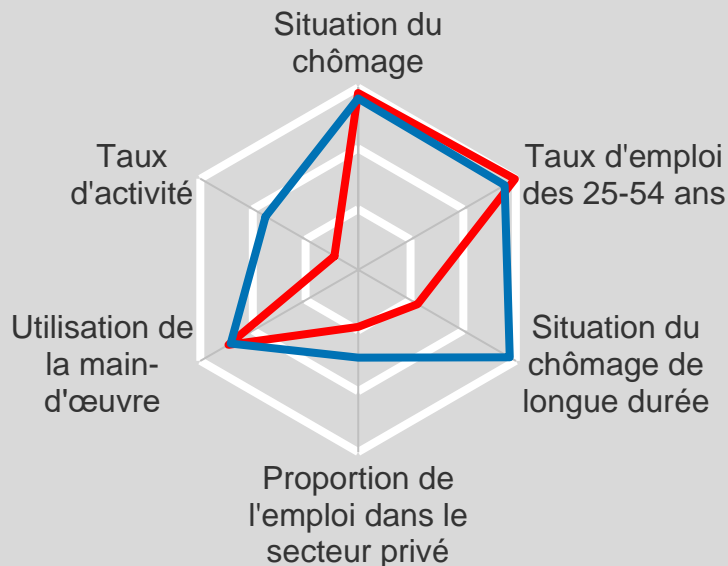 Situation du
chômage
Taux
d'activité
Taux d'emploi
des 25-54 ans
Utilisation de
la main-
d'œuvre
Situation du
chômage de
longue durée
Proportion de
l'emploi dans le
secteur privé